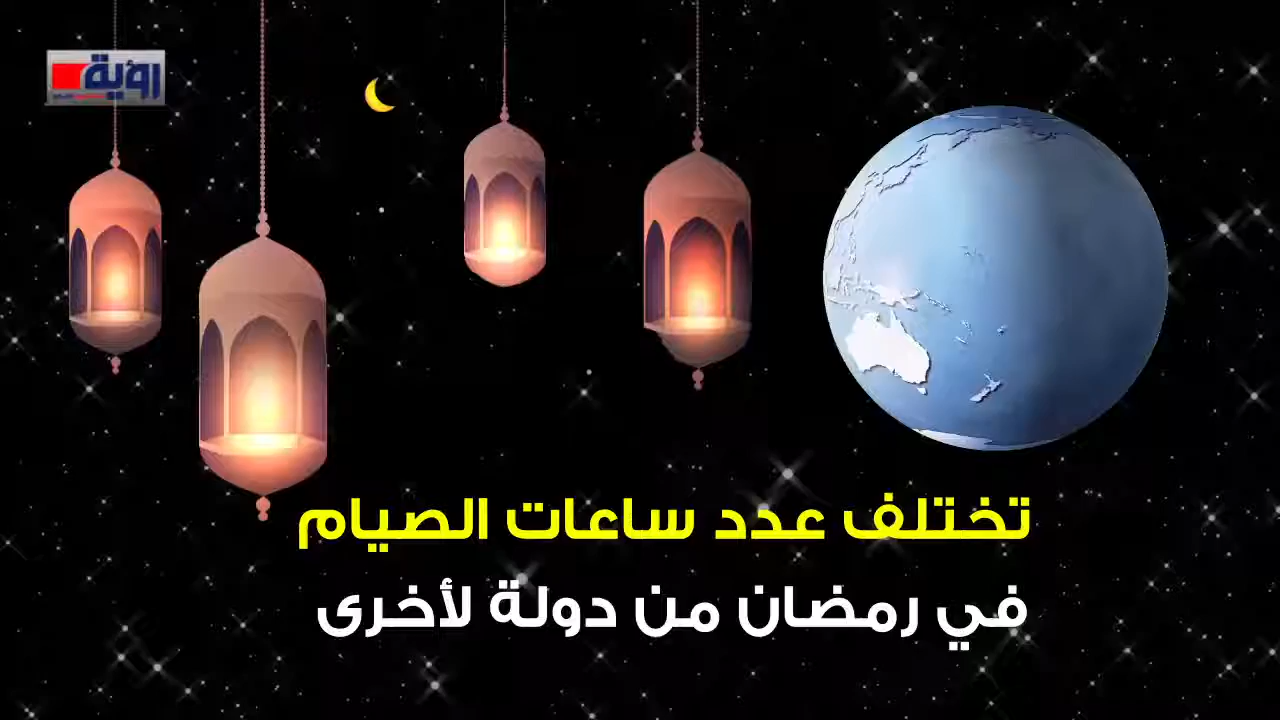 رؤية
تختلف عدد ساعات الصيام
في رمضان من دولة لأخرى